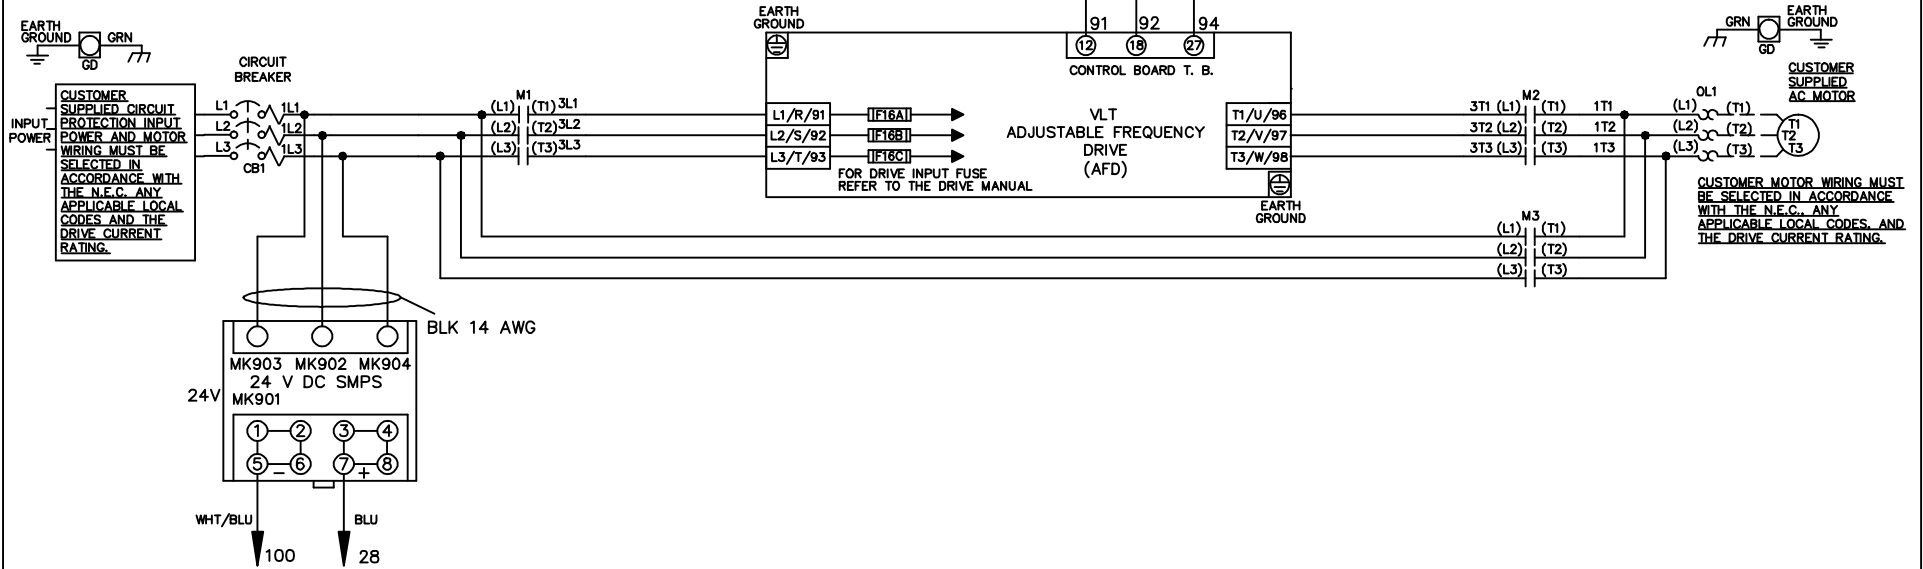 EARTH
GROUND
GRN
GD
CIRCUIT
BREAKER
INPUT
POWER
CUSTOMER
SUPPLIED CIRCUIT
PROTECTION INPUT
POWER AND MOTOR
WIRING MUST BE
SELECTED IN
ACCORDANCE WITH
THE N.E.C. ANY
APPLICABLE LOCAL
CODES AND THE
DRIVE CURRENT
RATING.
L1 1L1
L2 1L2
L3 1L3
CB1
M1
(L1) (T1) 3L1
(L2) (T2) 3L2
(L3) (T3) 3L3
EARTH
GROUND
91 92 94
12 18 27
CONTROL BOARD T. B.
L1/R/91 F16A
L2/S/92 F16B
L3/T/93 F16C
FOR DRIVE INPUT FUSE
REFER TO THE DRIVE MANUAL
VLT
ADJUSTABLE FREQUENCY
DRIVE
(AFD)
T1/U/96
T2/V/97
T3/W/98
EARTH
GROUND
M2
3T1 (L1) (T1) 1T1
3T2 (L2) (T2) 1T2
3T3 (L3) (T3) 1T3
M3
(L1) (T1)
(L2) (T2)
(L3) (T3)
GRN
EARTH
GROUND
GD
CUSTOMER
SUPPLIED
AC MOTOR
OL1
(L1) (T1)
(L2) (T2)
(L3) (T3)
T1
T2
T3
CUSTOMER MOTOR WIRING MUST
BE SELECTED IN ACCORDANCE
WITH THE N.E.C., ANY
APPLICABLE LOCAL CODES, AND
THE DRIVE CURRENT RATING.
BLK 14 AWG
MK903 MK902 MK904
24 V DC SMPS
24V
MK901
1 2 3 4
5 6 7 8
- +
WHT/BLU BLU
100 28